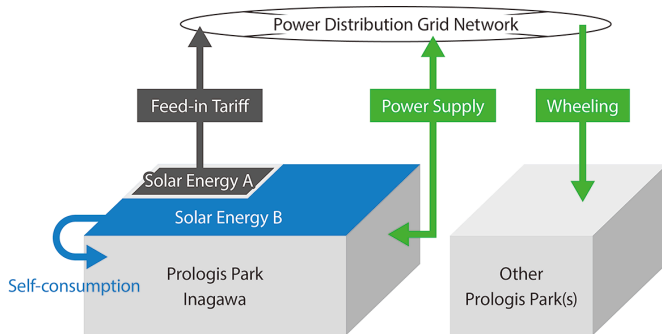 Power Distribution Grid Network
Feed-in Tariff
Power Supply
Wheeling
Solar Energy A
Solar Energy B
Self-consumption
Prologis Park
Inagawa
Other
Prologis Park(s)